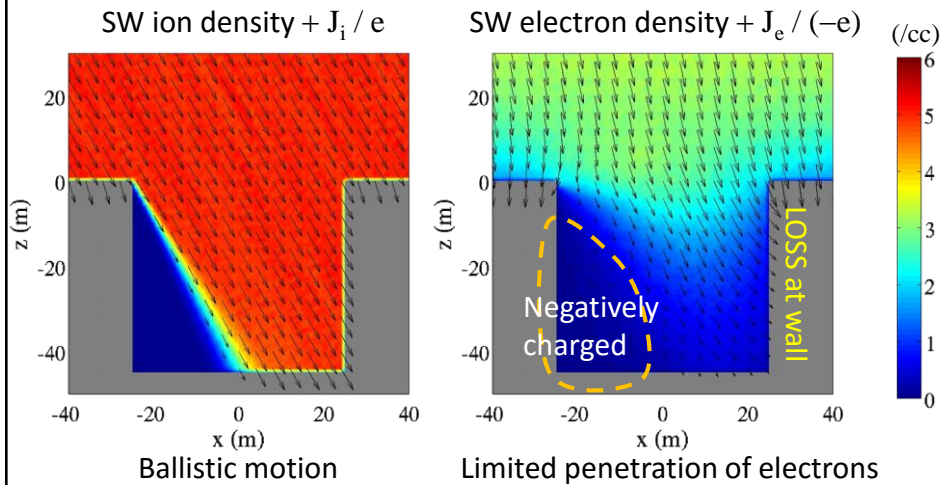 SW ion density + J_i / e
SW electron density + J_e / (−e)
(/cc)
6
5
4
3
2
1
0
20
0
-20
-40
z (m)
-40
-20
0
20
40
x (m)
20
0
-20
-40
z (m)
-40
-20
0
20
40
x (m)
Negatively
charged
LOSS at wall
Ballistic motion
Limited penetration of electrons